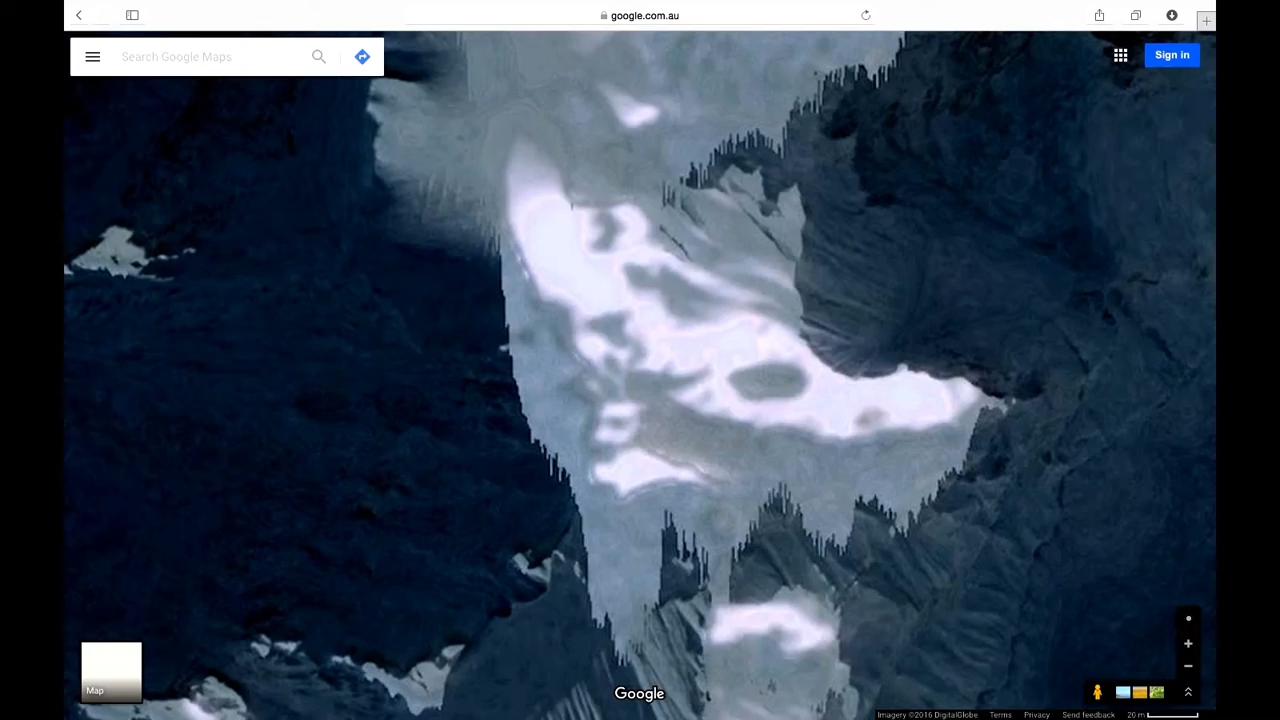 google.com.au
Search Google Maps
Sign in
Map
Google
Imagery ©2016 DigitalGlobe Terms Privacy Send feedback 20 m